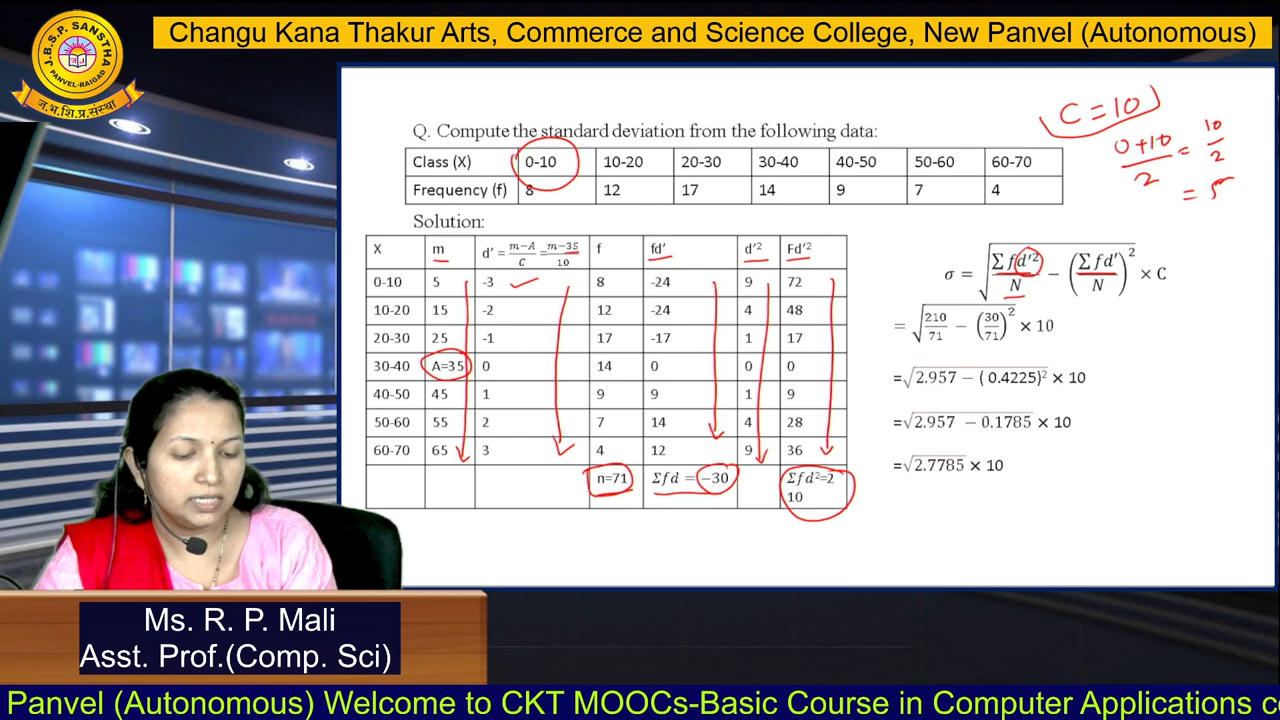 Changu Kana Thakur Arts, Commerce and Science College, New Panvel (Autonomous)
J.B.S.P. SANSTHA
PANVEL-RAIGAD
ज.भ.शि.प्र.संस्था
C = 10
Q. Compute the standard deviation from the following data:
Class (X) 0-10 10-20 20-30 30-40 40-50 50-60 60-70
Frequency (f) 8 12 17 14 9 7 4
(0+10)/2 = 10/2
= 5
Solution:
X m d' = (m−A)/C = (m−35)/10 f fd' d'² Fd'²
0-10 5 -3 8 -24 9 72
10-20 15 -2 12 -24 4 48
20-30 25 -1 17 -17 1 17
30-40 A=35 0 14 0 0 0
40-50 45 1 9 9 1 9
50-60 55 2 7 14 4 28
60-70 65 3 4 12 9 36
n=71 Σfd = −30 Σfd²=2
10
σ = √(Σfd'²/N − (Σfd'/N)²) × C
= √(210/71 − (30/71)²) × 10
=√(2.957 − ( 0.4225)²) × 10
=√(2.957 − 0.1785) × 10
=√(2.7785) × 10
Ms. R. P. Mali
Asst. Prof.(Comp. Sci)
Panvel (Autonomous) Welcome to CKT MOOCs-Basic Course in Computer Applications c